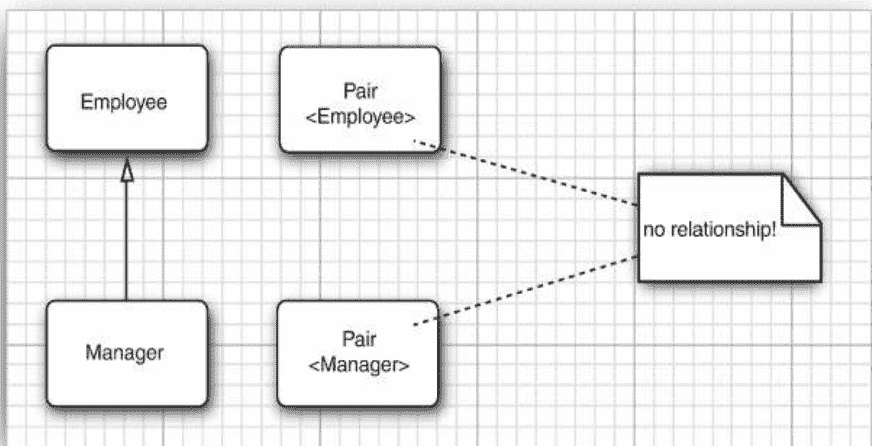 Employee
Pair
<Employee>
no relationship!
Manager
Pair
<Manager>